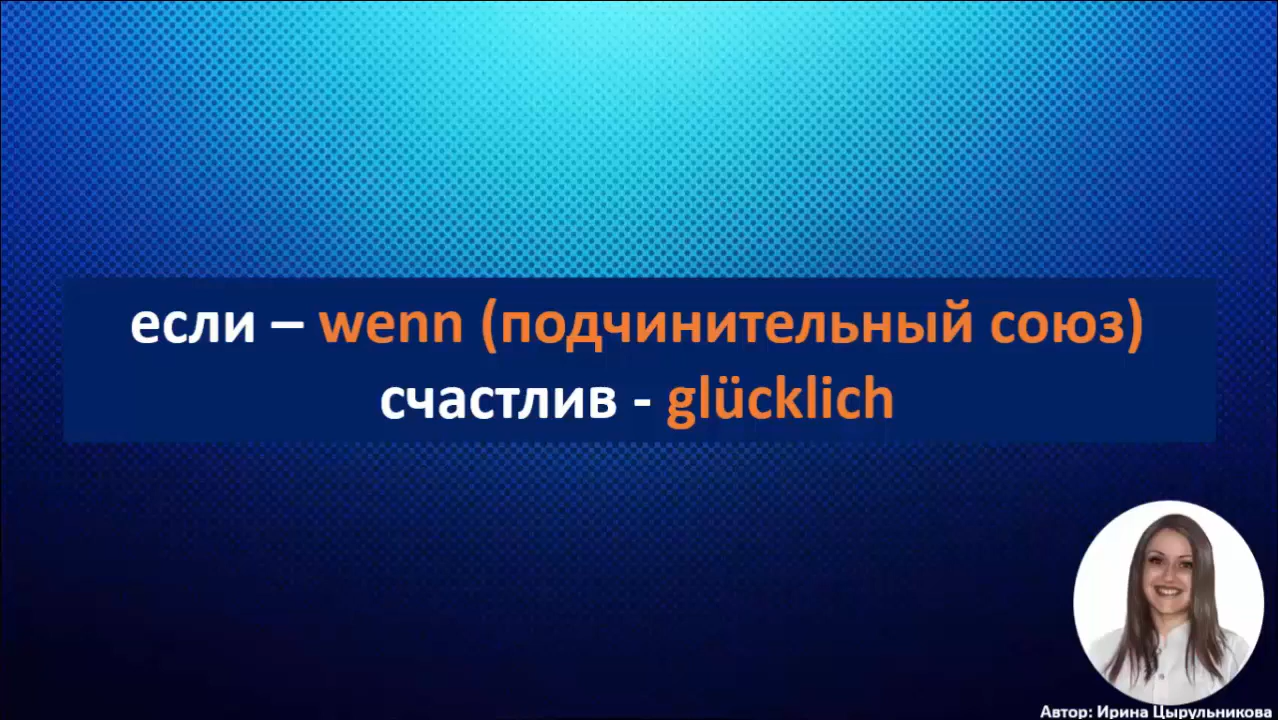 если – wenn (подчинительный союз)
счастлив - glücklich
Автор: Ирина Цырульникова